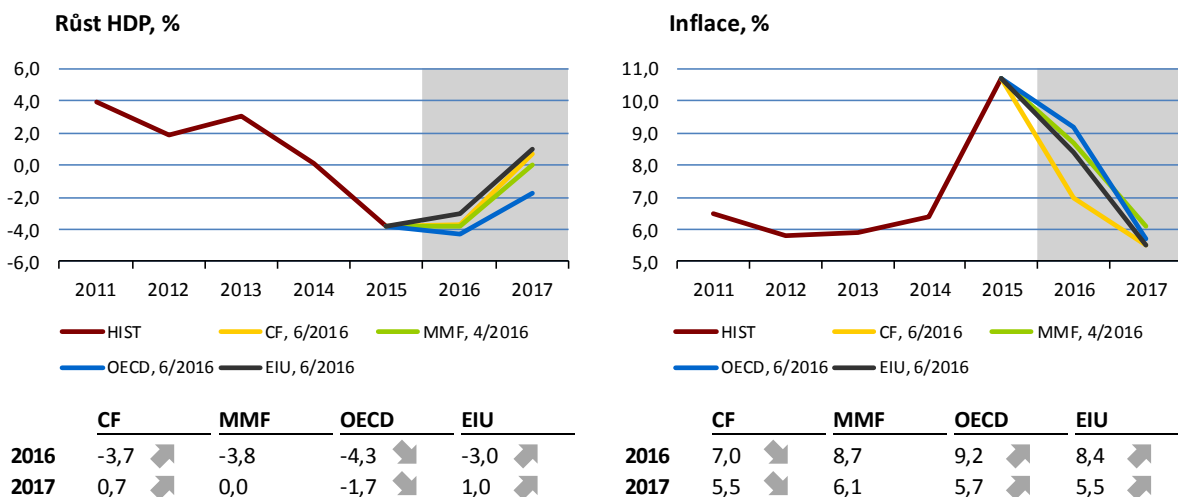 Růst HDP, %
6,0
4,0
2,0
0,0
-2,0
-4,0
-6,0
2011 2012 2013 2014 2015 2016 2017
HIST CF, 6/2016 MMF, 4/2016
OECD, 6/2016 EIU, 6/2016
CF MMF OECD EIU
2016 -3,7 -3,8 -4,3 -3,0
2017 0,7 0,0 -1,7 1,0
Inflace, %
11,0
10,0
9,0
8,0
7,0
6,0
5,0
2011 2012 2013 2014 2015 2016 2017
HIST CF, 6/2016 MMF, 4/2016
OECD, 6/2016 EIU, 6/2016
CF MMF OECD EIU
2016 7,0 8,7 9,2 8,4
2017 5,5 6,1 5,7 5,5